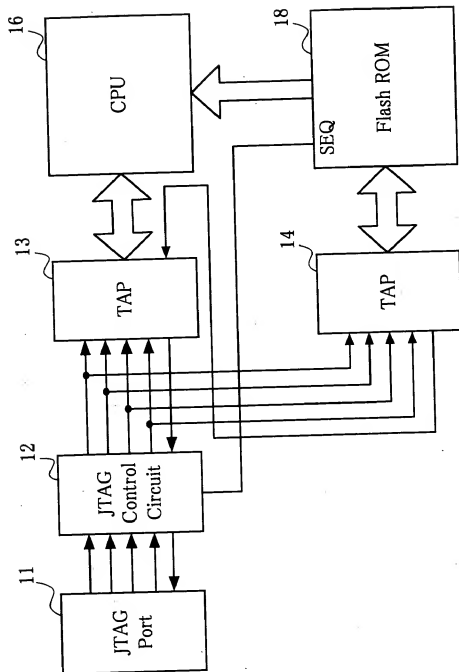 11
JTAG
Port
12
JTAG
Control
Circuit
13
TAP
16
CPU
14
TAP
18
SEQ
Flash ROM